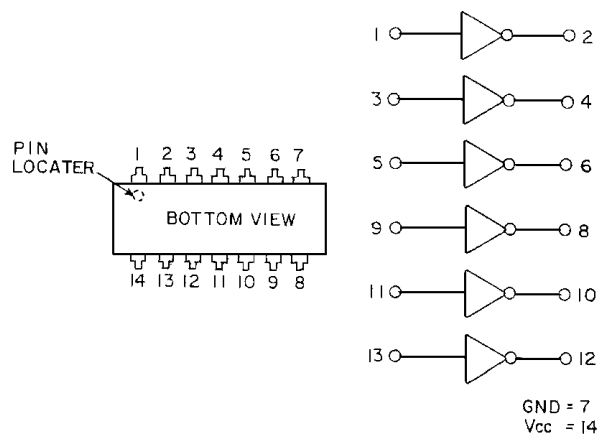 PIN
LOCATER
1 2 3 4 5 6 7
BOTTOM VIEW
14 13 12 11 10 9 8
1 2
3 4
5 6
9 8
11 10
13 12
GND = 7
Vcc = 14